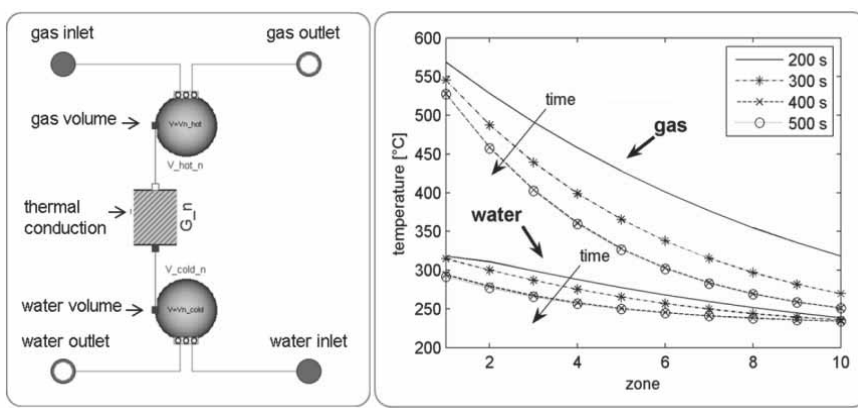 gas inlet
gas outlet
gas volume
V=Vn_hot
V_hot_n
thermal
conduction
G_n
V_cold_n
water volume
V=Vn_cold
water outlet
water inlet
600
550
500
450
400
350
300
250
200
temperature [°C]
2
4
6
8
10
zone
200 s
300 s
400 s
500 s
time
gas
water
time